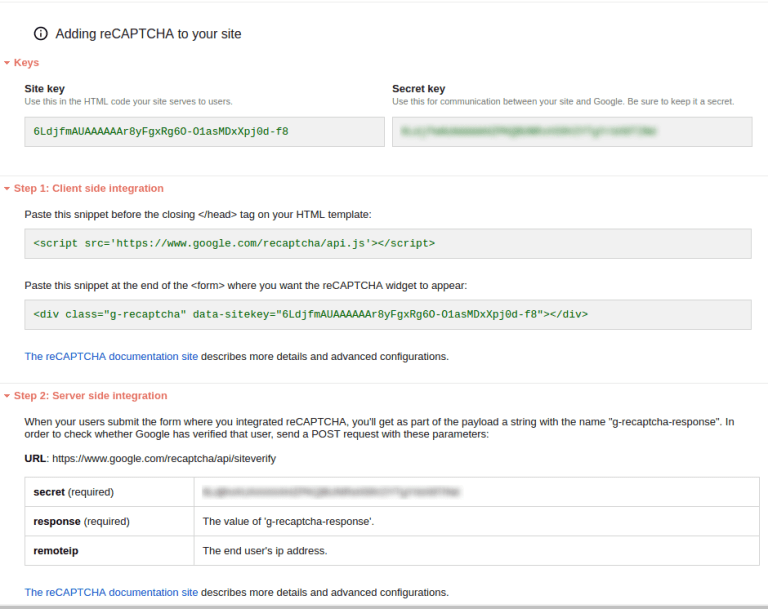 Adding reCAPTCHA to your site
Keys
Site key
Use this in the HTML code your site serves to users.
6LdjfmAUAAAAAAr8yFgxRg6O-O1asMDxXpj0d-f8
Secret key
Use this for communication between your site and Google. Be sure to keep it a secret.
Step 1: Client side integration
Paste this snippet before the closing </head> tag on your HTML template:
<script src='https://www.google.com/recaptcha/api.js'></script>
Paste this snippet at the end of the <form> where you want the reCAPTCHA widget to appear:
<div class="g-recaptcha" data-sitekey="6LdjfmAUAAAAAAr8yFgxRg6O-O1asMDxXpj0d-f8"></div>
The reCAPTCHA documentation site describes more details and advanced configurations.
Step 2: Server side integration
When your users submit the form where you integrated reCAPTCHA, you'll get as part of the payload a string with the name "g-recaptcha-response". In
order to check whether Google has verified that user, send a POST request with these parameters:
URL: https://www.google.com/recaptcha/api/siteverify
secret (required)
response (required) The value of 'g-recaptcha-response'.
remoteip The end user's ip address.
The reCAPTCHA documentation site describes more details and advanced configurations.